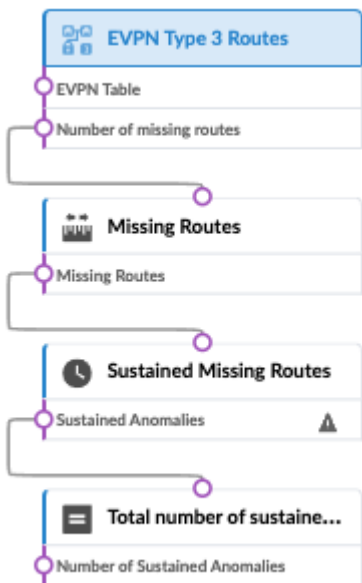 EVPN Type 3 Routes
EVPN Table
Number of missing routes
Missing Routes
Missing Routes
Sustained Missing Routes
Sustained Anomalies
Total number of sustaine...
Number of Sustained Anomalies